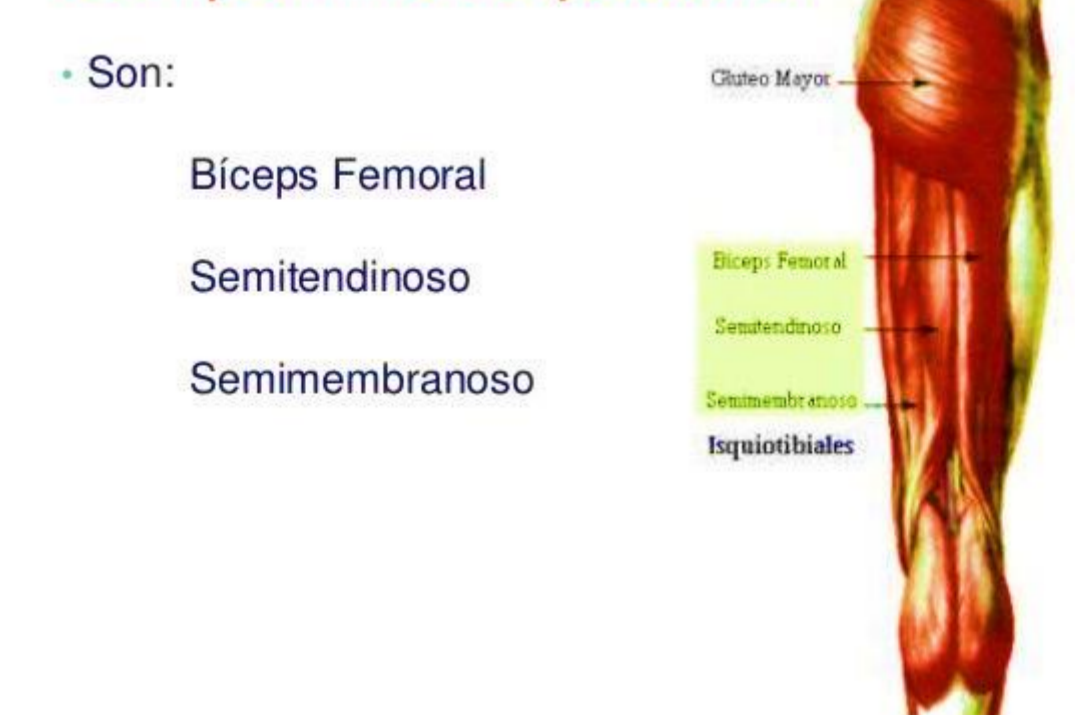 • Son:
Bíceps Femoral
Semitendinoso
Semimembranoso
Gluteo Mayor
Biceps Femoral
Semitendinoso
Semimembranoso
Isquiotibiales